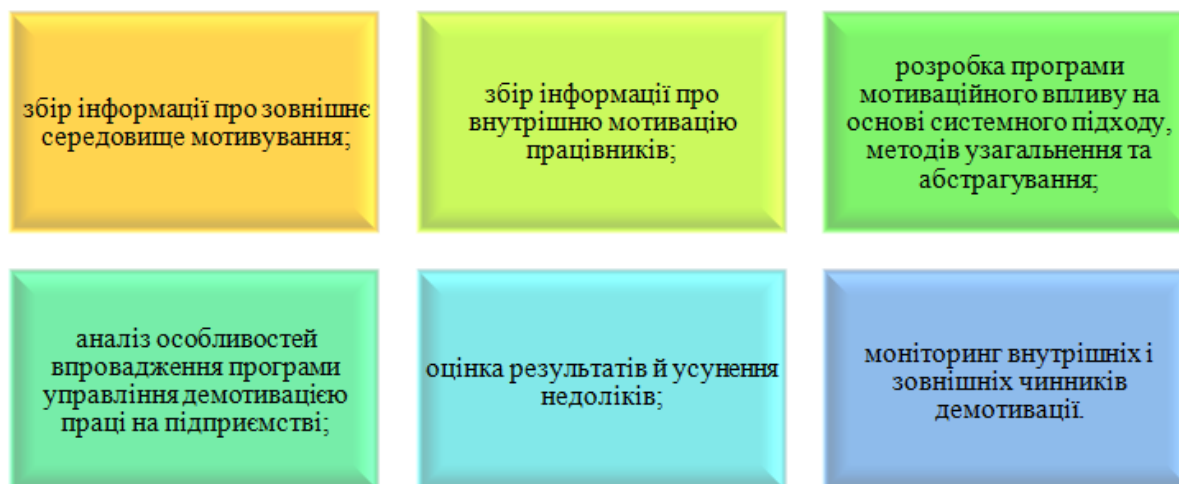 збір інформації про зовнішнє
середовище мотивування;
збір інформації про
внутрішню мотивацію
працівників;
розробка програми
мотиваційного впливу на
основі системного підходу,
методів узагальнення та
абстрагування;
аналіз особливостей
впровадження програми
управління демотивацією
праці на підприємстві;
оцінка результатів й усунення
недоліків;
моніторинг внутрішніх і
зовнішніх чинників
демотивації.